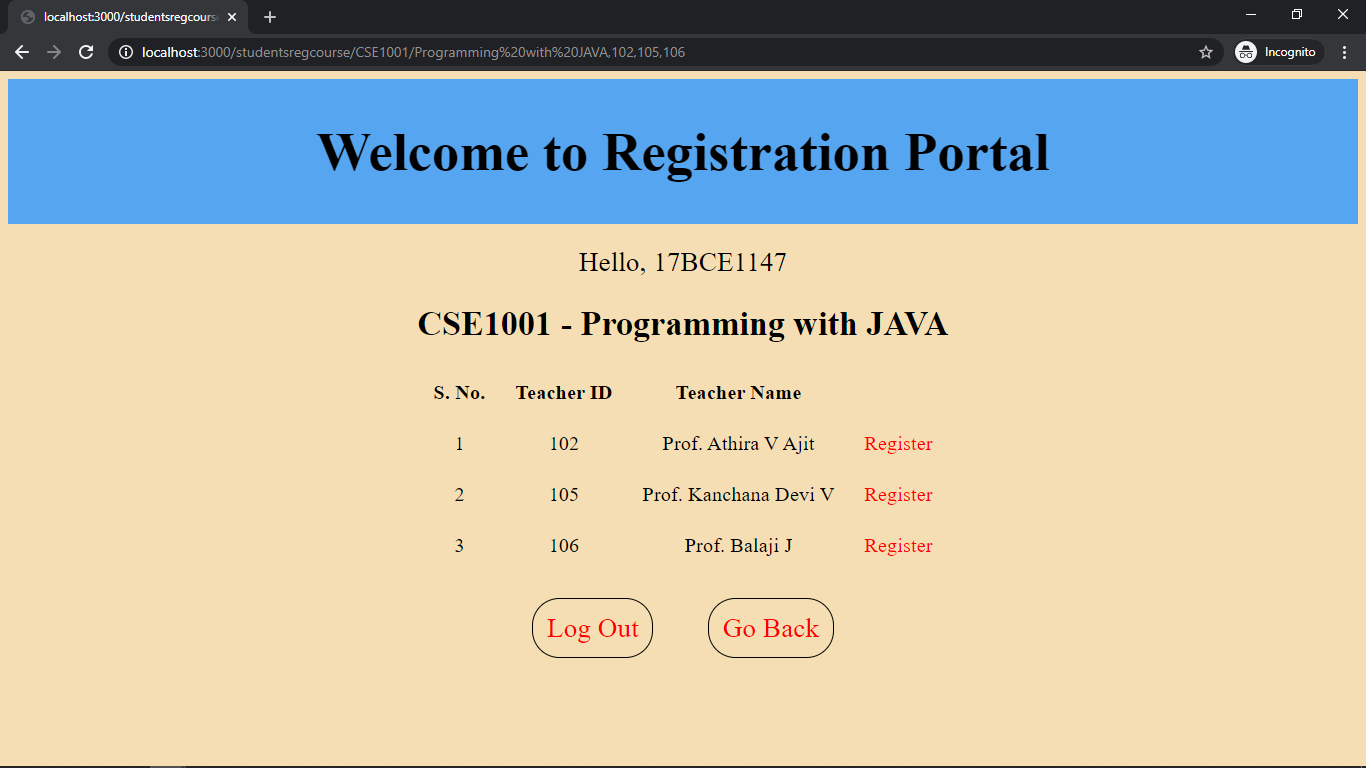 localhost:3000/studentsregcours
localhost:3000/studentsregcourse/CSE1001/Programming%20with%20JAVA,102,105,106
Incognito
Welcome to Registration Portal
Hello, 17BCE1147
CSE1001 - Programming with JAVA
S. No. Teacher ID Teacher Name
1 102 Prof. Athira V Ajit Register
2 105 Prof. Kanchana Devi V Register
3 106 Prof. Balaji J Register
Log Out Go Back